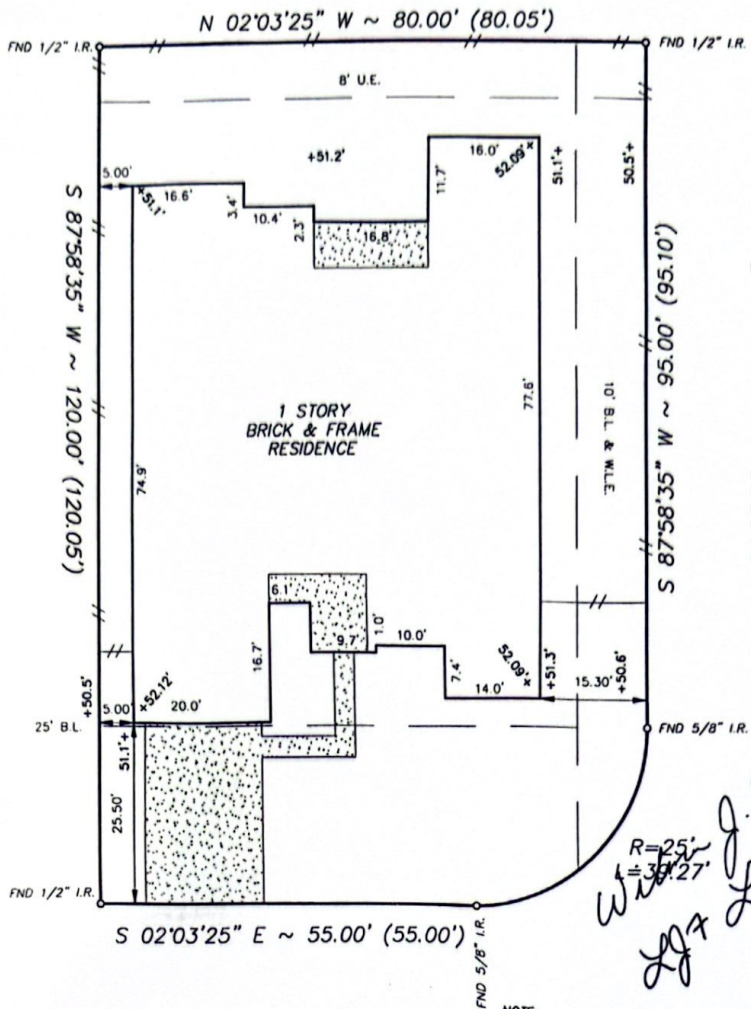 N 02°03'25" W ~ 80.00' (80.05')
FND 1/2" I.R.
FND 1/2" I.R.
8' U.E.
+51.2'
16.0'
52.09' x
51.1'+
50.5'+
5.00'
+51.1'
16.6'
3.4'
10.4'
2.3'
16.8'
11.7'
S 87°58'35" W ~ 120.00' (120.05')
S 87°58'35" W ~ 95.00' (95.10')
1 STORY
BRICK & FRAME
RESIDENCE
74.9'
77.6'
10' B.L. & W.L.E.
6.1'
16.7'
9.7'
1.0'
10.0'
7.4'
52.09' x
14.0'
+51.3'
15.30'
+50.6'
+50.5'
5.00'
+52.12'
20.0'
25' B.L.
51.1'+
25.50'
FND 5/8" I.R.
R=25'
L=39.27'
J.
FND 1/2" I.R.
S 02°03'25" E ~ 55.00' (55.00')
FND 5/8" I.R.
NOTE